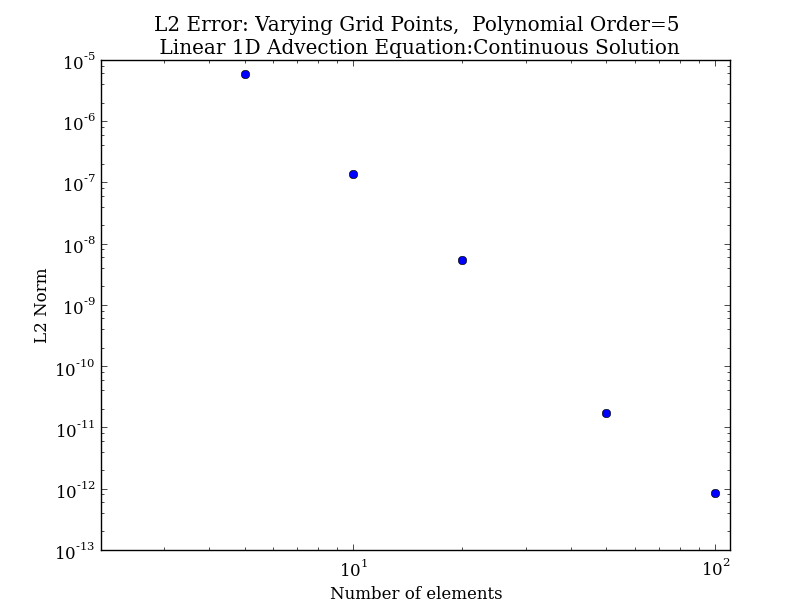 L2 Error: Varying Grid Points,  Polynomial Order=5
Linear 1D Advection Equation:Continuous Solution
10^-5
10^-6
10^-7
10^-8
10^-9
10^-10
10^-11
10^-12
10^-13
L2 Norm
10^1
10^2
Number of elements